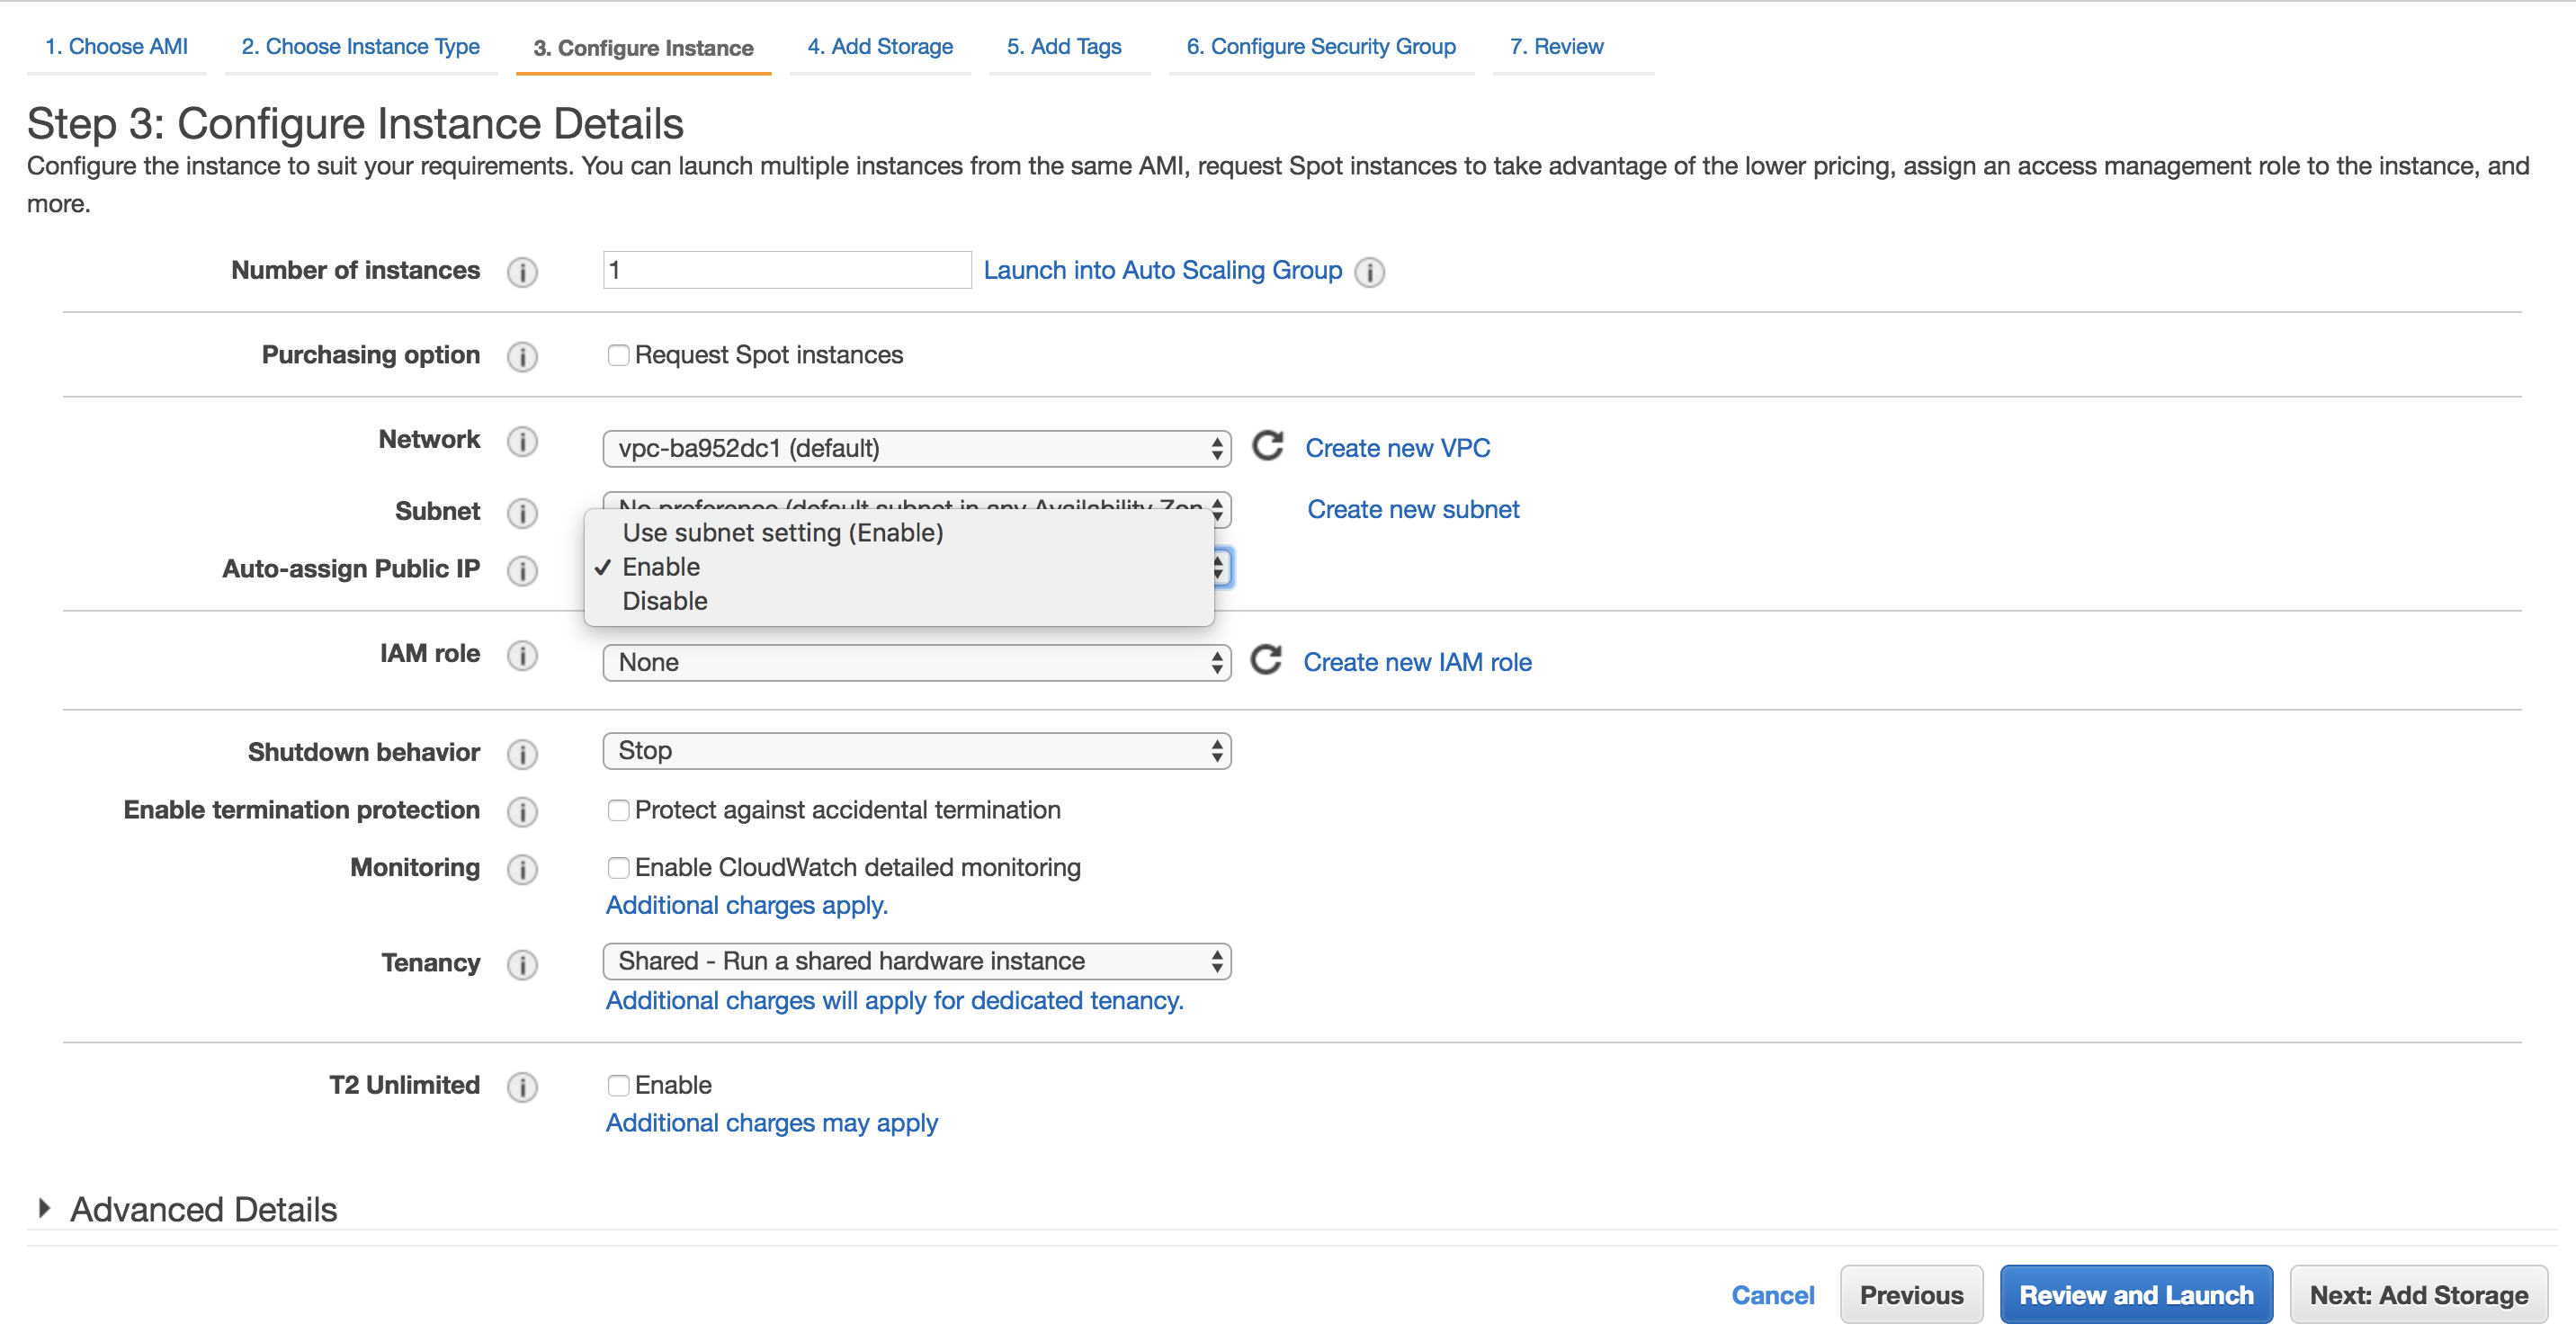 1. Choose AMI 2. Choose Instance Type 3. Configure Instance 4. Add Storage 5. Add Tags 6. Configure Security Group 7. Review
Step 3: Configure Instance Details
Configure the instance to suit your requirements. You can launch multiple instances from the same AMI, request Spot instances to take advantage of the lower pricing, assign an access management role to the instance, and
more.
Number of instances i 1 Launch into Auto Scaling Group i
Purchasing option i Request Spot instances
Network i vpc-ba952dc1 (default) Create new VPC
Subnet i No preference (default subnet in any Availability Zon Create new subnet
Use subnet setting (Enable)
Auto-assign Public IP i ✓ Enable
Disable
IAM role i None Create new IAM role
Shutdown behavior i Stop
Enable termination protection i Protect against accidental termination
Monitoring i Enable CloudWatch detailed monitoring
Additional charges apply.
Tenancy i Shared - Run a shared hardware instance
Additional charges will apply for dedicated tenancy.
T2 Unlimited i Enable
Additional charges may apply
Advanced Details
Cancel Previous Review and Launch Next: Add Storage